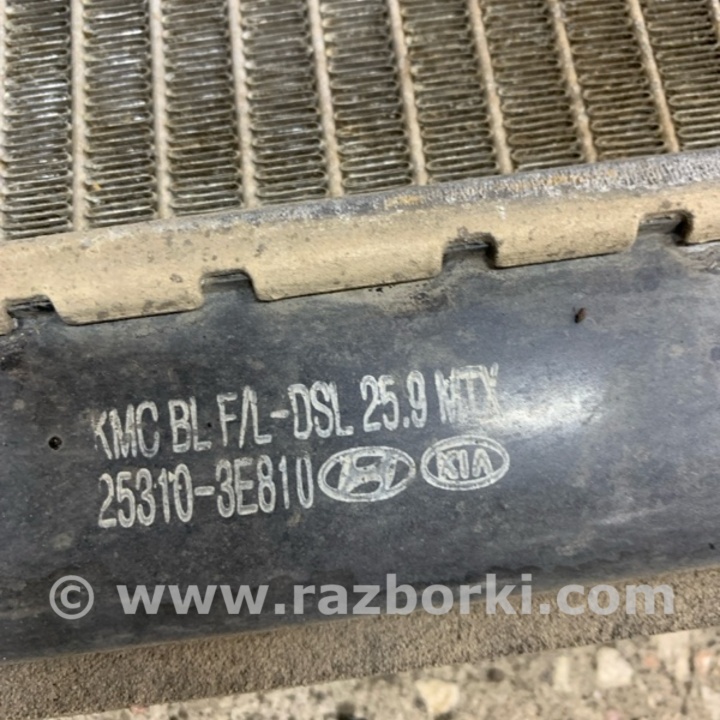 KMC BL F/L-DSL 25.9 MTX
25310-3E810 KIA
© www.razborki.com